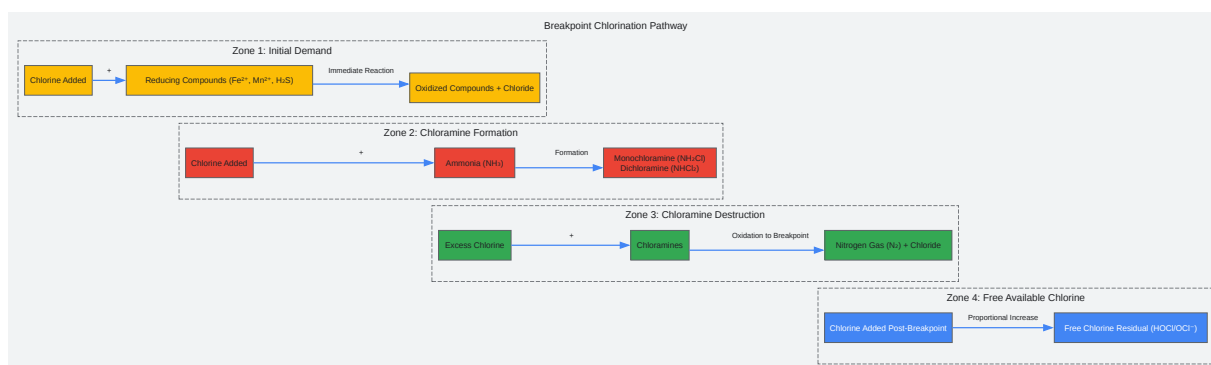 Breakpoint Chlorination Pathway
Zone 1: Initial Demand
Chlorine Added
+
Reducing Compounds (Fe²⁺, Mn²⁺, H₂S)
Immediate Reaction
Oxidized Compounds + Chloride
Zone 2: Chloramine Formation
Chlorine Added
+
Ammonia (NH₃)
Formation
Monochloramine (NH₂Cl)
Dichloramine (NHCl₂)
Zone 3: Chloramine Destruction
Excess Chlorine
+
Chloramines
Oxidation to Breakpoint
Nitrogen Gas (N₂) + Chloride
Zone 4: Free Available Chlorine
Chlorine Added Post-Breakpoint
Proportional Increase
Free Chlorine Residual (HOCl/OCl⁻)